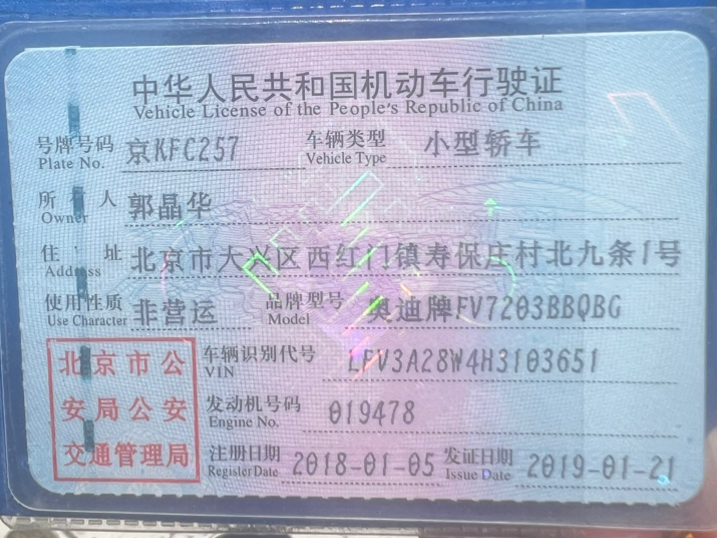 中华人民共和国机动车行驶证
Vehicle License of the People's Republic of China
号牌号码 京KFC257 车辆类型 小型轿车
Plate No. Vehicle Type
所有人 郭晶华
Owner
住址 北京市大兴区西红门镇寿保庄村北九条1号
Address
使用性质 非营运 品牌型号 奥迪牌FV7203BBQBG
Use Character Model
车辆识别代号 LFV3A28W4H3103651
VIN
发动机号码 019478
Engine No.
注册日期 2018-01-05 发证日期 2019-01-21
Register Date Issue Date
北京市公
安局公安
交通管理局